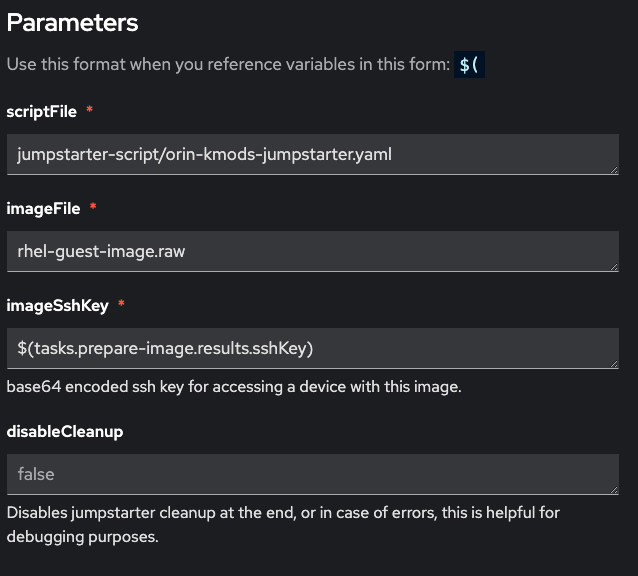 Parameters
Use this format when you reference variables in this form: $(
scriptFile *
jumpstarter-script/orin-kmods-jumpstarter.yaml
imageFile *
rhel-guest-image.raw
imageSshKey *
$(tasks.prepare-image.results.sshKey)
base64 encoded ssh key for accessing a device with this image.
disableCleanup
false
Disables jumpstarter cleanup at the end, or in case of errors, this is helpful for
debugging purposes.